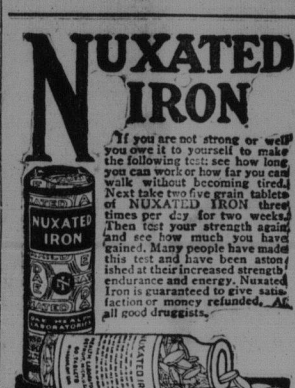 NUXATED
IRON
If you are not strong or well
you owe it to yourself to make
the following test: see how long
you can work or how far you can
walk without becoming tired.
Next take two five grain tablets
of NUXATED IRON three
times per day for two weeks.
Then test your strength again
and see how much you have
gained. Many people have made
this test and have been aston
ished at their increased strength
endurance and energy. Nuxated
Iron is guaranteed to give satis
faction or money refunded. At
all good druggists.
NUXATED
IRON
HEALTH
LABORATORIES
NUXATED